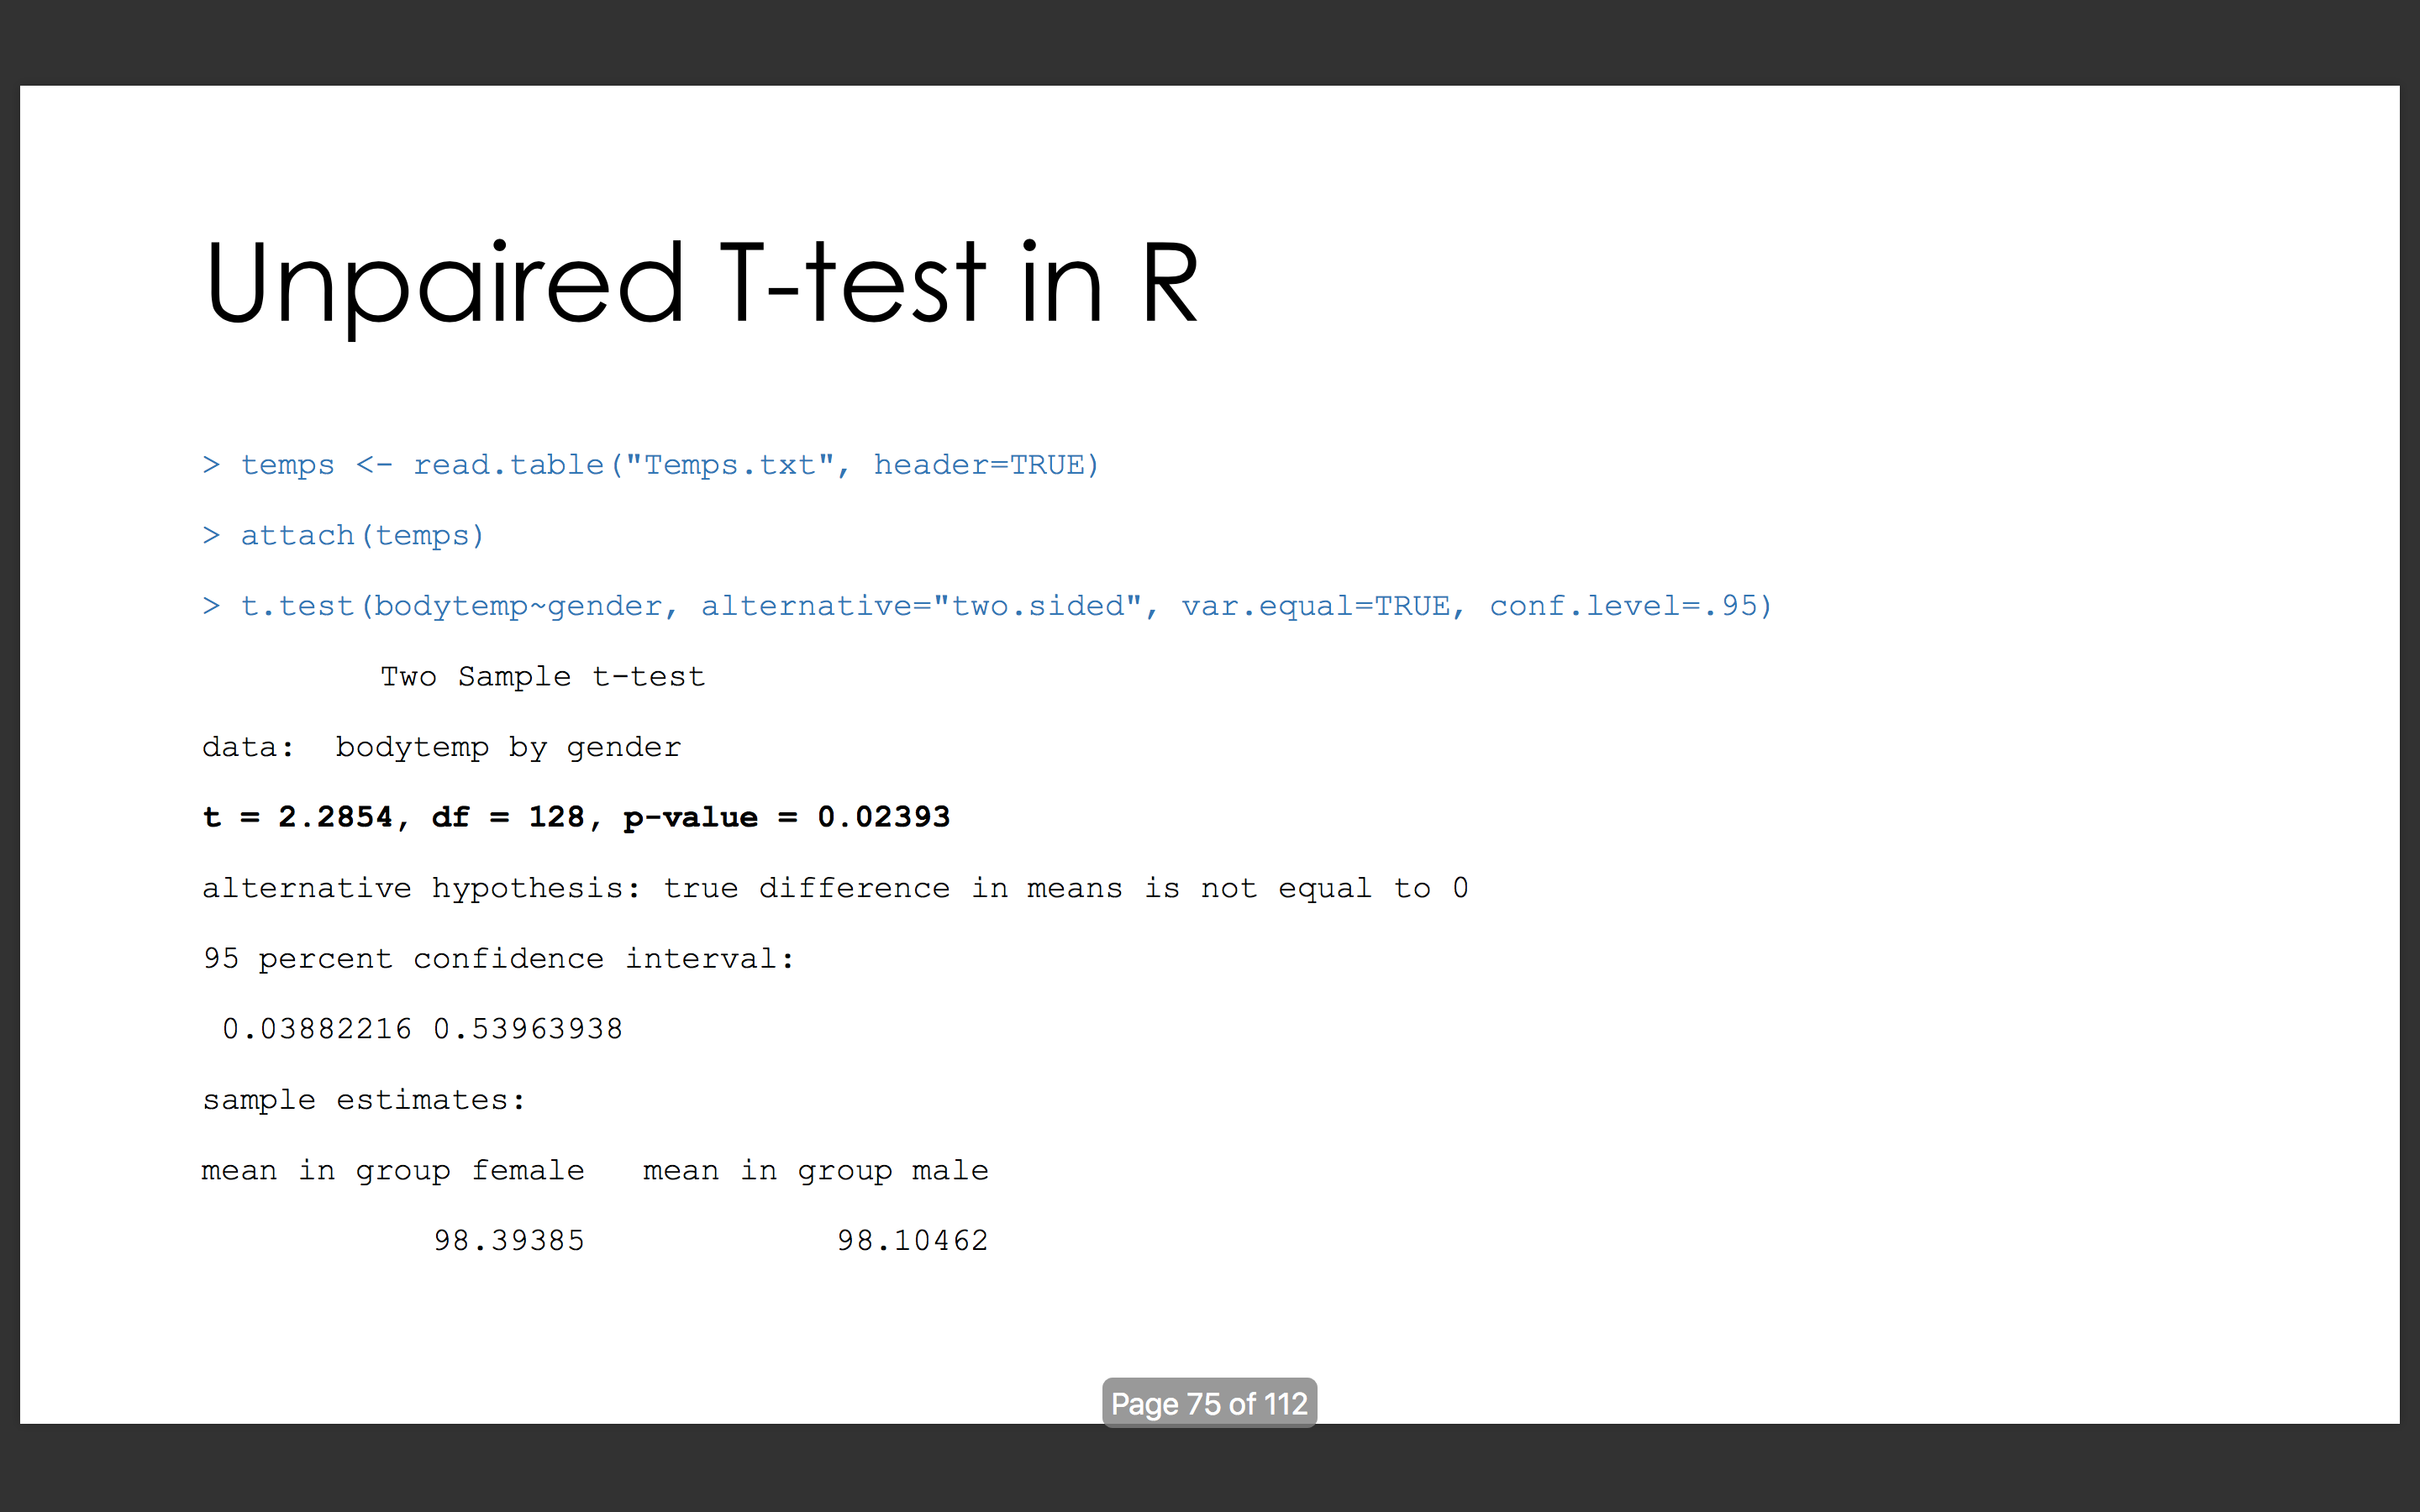 Unpaired T-test in R
> temps <- read.table("Temps.txt", header=TRUE)
> attach(temps)
> t.test(bodytemp~gender, alternative="two.sided", var.equal=TRUE, conf.level=.95)
Two Sample t-test
data:  bodytemp by gender
t = 2.2854, df = 128, p-value = 0.02393
alternative hypothesis: true difference in means is not equal to 0
95 percent confidence interval:
0.03882216 0.53963938
sample estimates:
mean in group female   mean in group male
98.39385             98.10462
Page 75 of 112